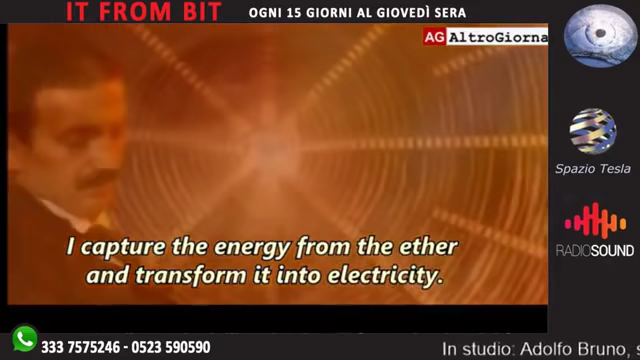 IT FROM BIT OGNI 15 GIORNI AL GIOVEDÌ SERA
AG AltroGiorna
Spazio Tesla
RADIOSOUND
I capture the energy from the ether
and transform it into electricity.
333 7575246 - 0523 590590
In studio: Adolfo Bruno, s